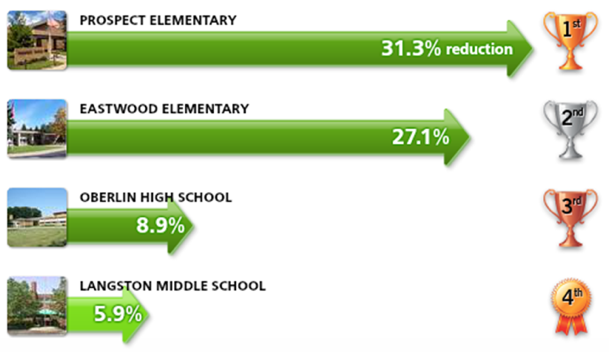 PROSPECT ELEMENTARY
31.3% reduction
1st
EASTWOOD ELEMENTARY
27.1%
2nd
OBERLIN HIGH SCHOOL
8.9%
3rd
LANGSTON MIDDLE SCHOOL
5.9%
4th